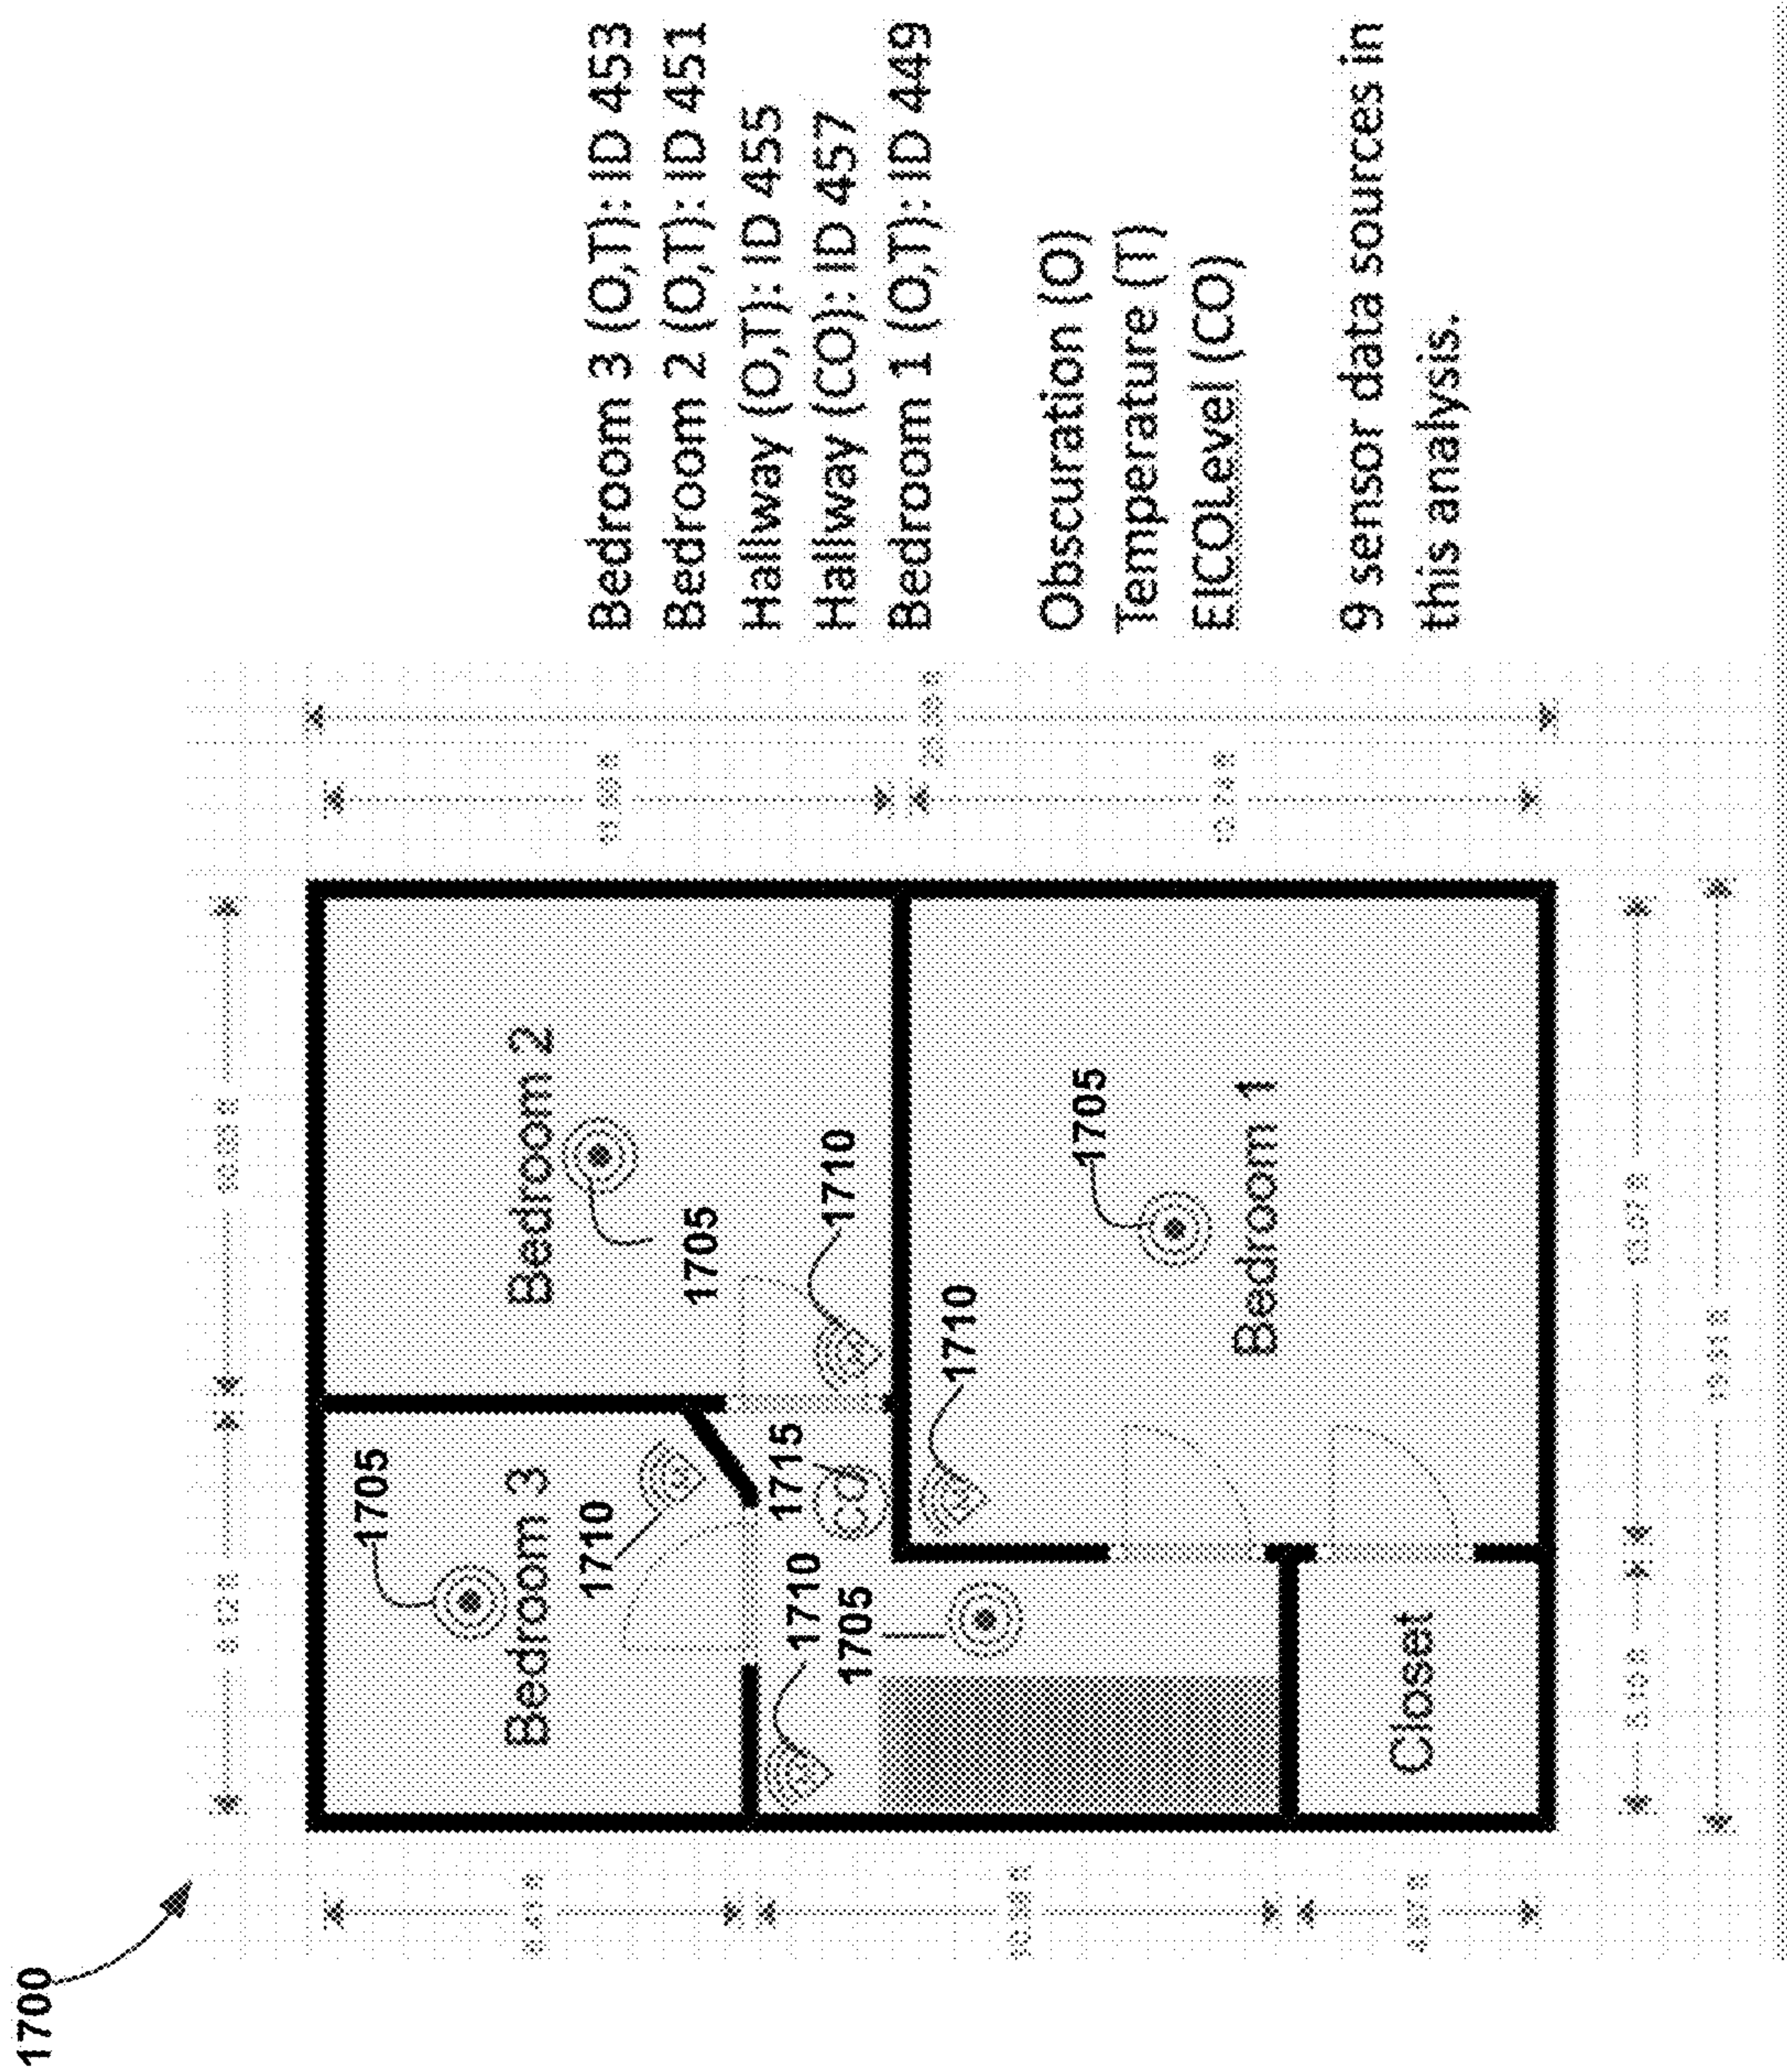 1700
Bedroom 3
1705
1710
Bedroom 2
1705
1710
1715
1710
1705
1710
1705
Bedroom 1
Closet
Bedroom 3 (O,T): ID 453
Bedroom 2 (O,T): ID 451
Hallway (O,T): ID 455
Hallway (CO): ID 457
Bedroom 1 (O,T): ID 449
Obscuration (O)
Temperature (T)
EICOLevel (CO)
9 sensor data sources in
this analysis.